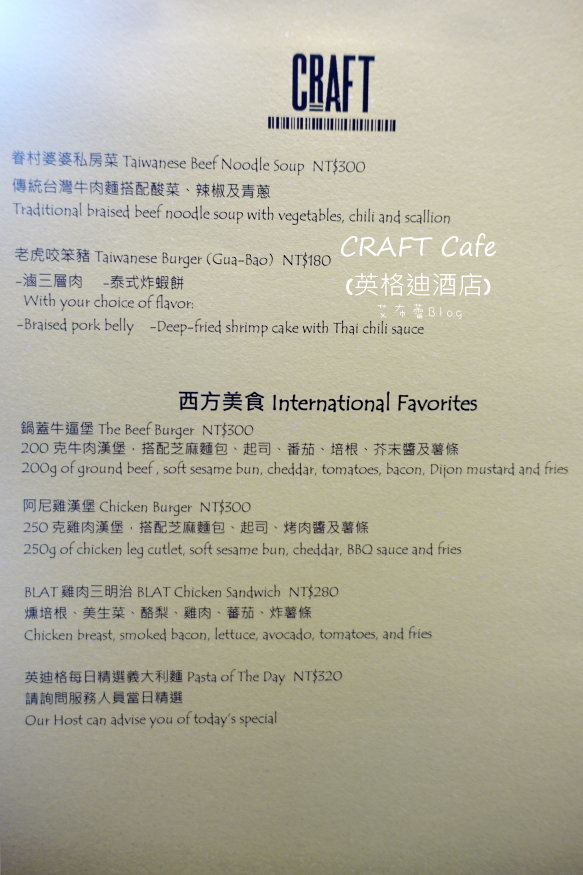 CRAFT
眷村婆婆私房菜 Taiwanese Beef Noodle Soup NT$300
傳統台灣牛肉麵搭配酸菜、辣椒及青蔥
Traditional braised beef noodle soup with vegetables, chili and scallion
老虎咬笨豬 Taiwanese Burger (Gua-Bao) NT$180
-滷三層肉 -泰式炸蝦餅
With your choice of flavor:
-Braised pork belly -Deep-fried shrimp cake with Thai chili sauce
CRAFT Cafe
(英格迪酒店)
艾布蕾Blog
西方美食 International Favorites
鍋蓋牛逼堡 The Beef Burger NT$300
200 克牛肉漢堡，搭配芝麻麵包、起司、番茄、培根、芥末醬及薯條
200g of ground beef , soft sesame bun, cheddar, tomatoes, bacon, Dijon mustard and fries
阿尼雞漢堡 Chicken Burger NT$300
250 克雞肉漢堡，搭配芝麻麵包、起司、烤肉醬及薯條
250g of chicken leg cutlet, soft sesame bun, cheddar, BBQ sauce and fries
BLAT 雞肉三明治 BLAT Chicken Sandwich NT$280
燻培根、美生菜、酪梨、雞肉、蕃茄、炸薯條
Chicken breast, smoked bacon, lettuce, avocado, tomatoes, and fries
英迪格每日精選義大利麵 Pasta of The Day NT$320
請詢問服務人員當日精選
Our Host can advise you of today's special